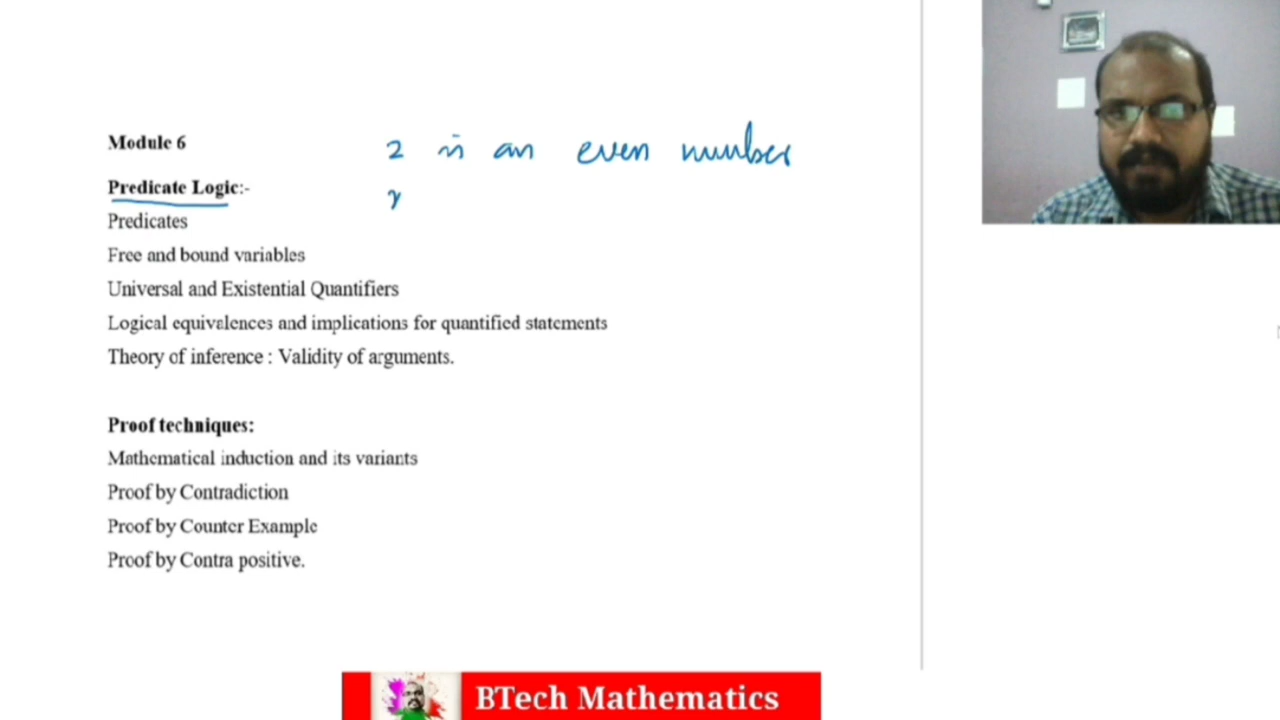 Module 6
2 is an even number
Predicate Logic:-
x
Predicates
Free and bound variables
Universal and Existential Quantifiers
Logical equivalences and implications for quantified statements
Theory of inference : Validity of arguments.
Proof techniques:
Mathematical induction and its variants
Proof by Contradiction
Proof by Counter Example
Proof by Contra positive.
BTech Mathematics